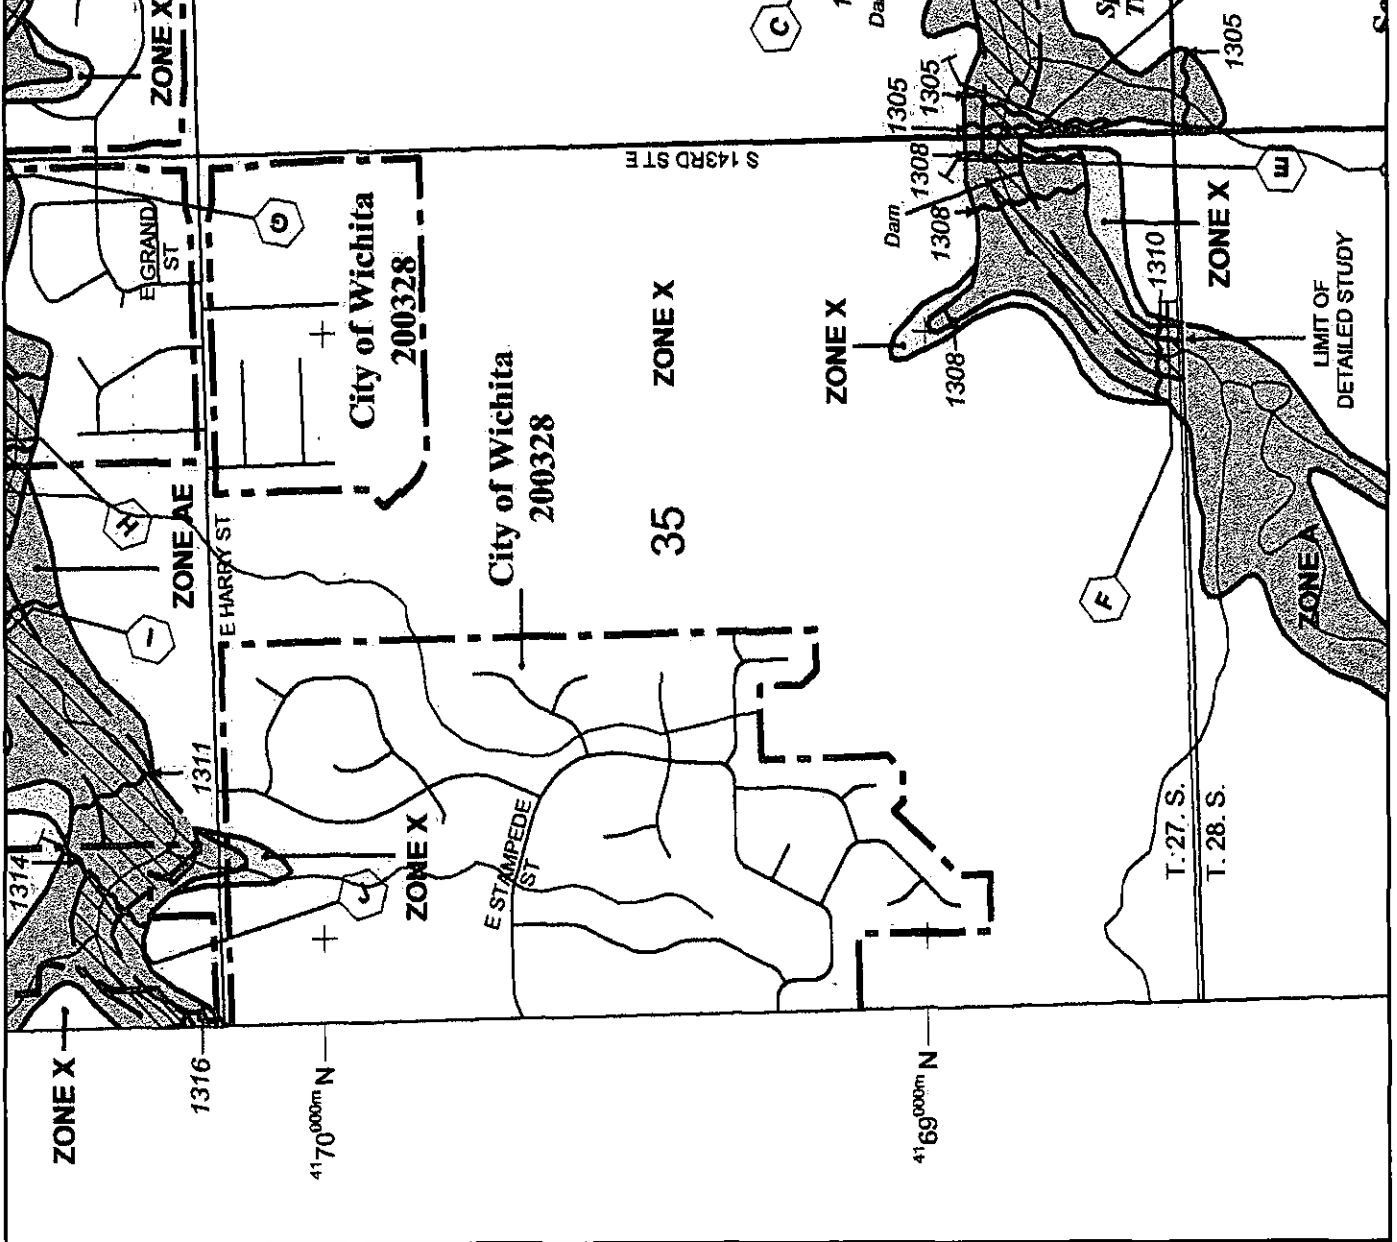 ZONE X
C
Da
Sp
1305
1305
1305
1308
1308
Dam
E
ZONE X
1310
LIMIT OF
DETAILED STUDY
S 143RD ST E
G
E GRAND
ST
City of Wichita
200328
ZONE X
ZONE X
1308
City of Wichita
200328
35
H
ZONE AE
E HARRY ST
I
F
ZONE A
1311
1314
J
ZONE X
E STAMPEDE
ST
T. 27. S.
T. 28. S.
ZONE X
1316
4170000m N
4169000m N